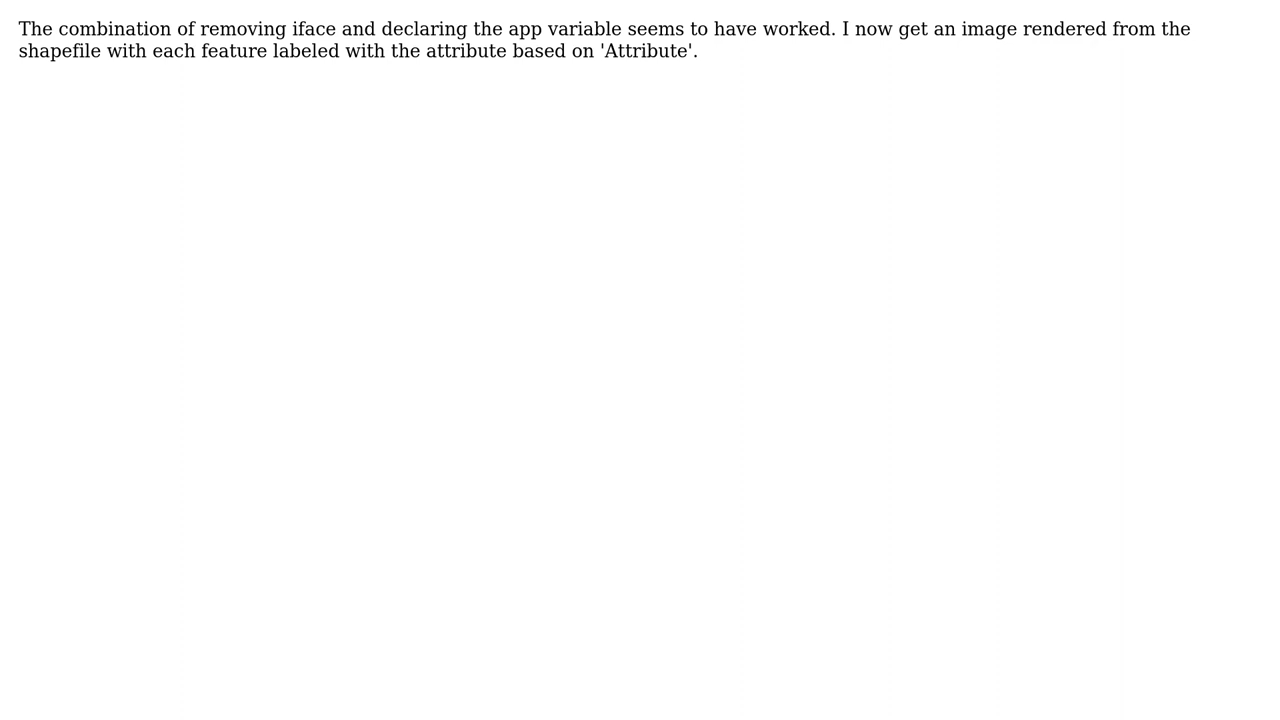 The combination of removing iface and declaring the app variable seems to have worked. I now get an image rendered from the
shapefile with each feature labeled with the attribute based on 'Attribute'.